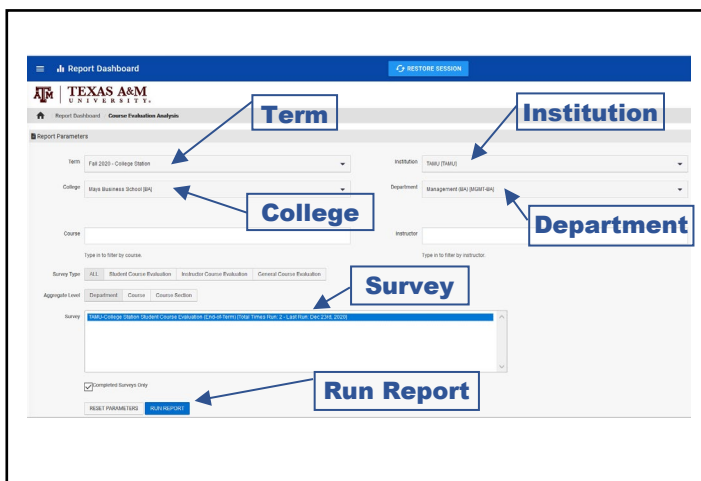 Report Dashboard
RESTORE SESSION
ĀM | TEXAS A&M
UNIVERSITY®
Report Dashboard Course Evaluation Analysis
Term
Institution
Report Parameters
Term Fall 2020 - College Station
Institution TAMU [TAMU]
College Mays Business School [BA]
Department Management (BA) [MGMT-BA]
College
Department
Course
Instructor
Type in to filter by course.
Type in to filter by instructor.
Survey Type ALL Student Course Evaluation Instructor Course Evaluation General Course Evaluation
Survey
Aggregate Level Department Course Course Section
Survey TAMU-College Station Student Course Evaluation (End-of-Term) [Total Times Run: 2 - Last Run: Dec 23rd, 2020]
Completed Surveys Only
Run Report
RESET PARAMETERS RUN REPORT